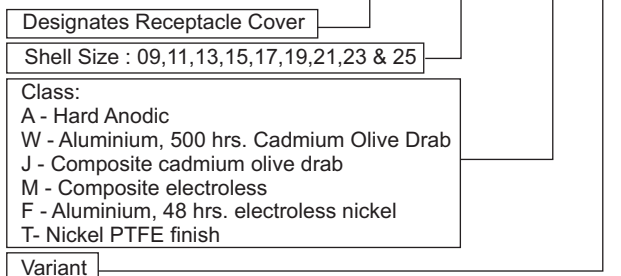 Designates Receptacle Cover
Shell Size : 09,11,13,15,17,19,21,23 & 25
Class:
A - Hard Anodic
W - Aluminium, 500 hrs. Cadmium Olive Drab
J - Composite cadmium olive drab
M - Composite electroless
F - Aluminium, 48 hrs. electroless nickel
T- Nickel PTFE finish
Variant